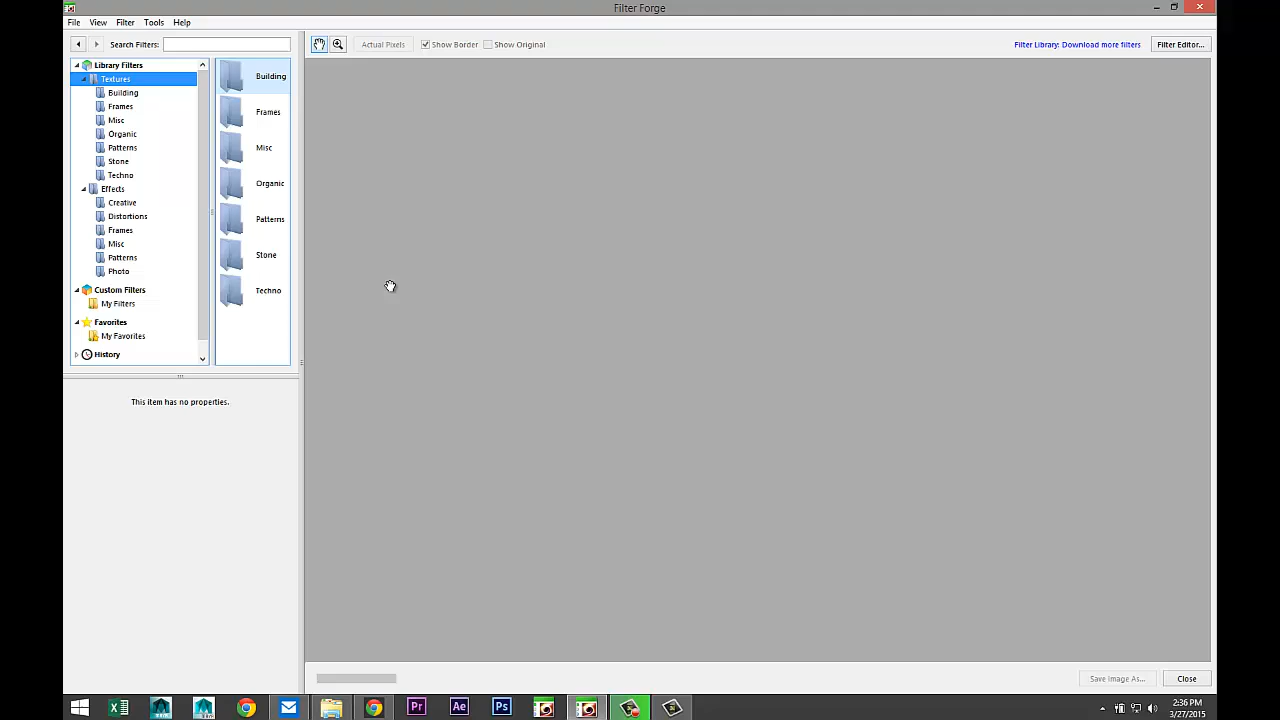 Filter Forge
File View Filter Tools Help
Search Filters:
Actual Pixels Show Border Show Original Filter Library: Download more filters Filter Editor...
Library Filters
Textures
Building
Frames
Misc
Organic
Patterns
Stone
Techno
Effects
Creative
Distortions
Frames
Misc
Patterns
Photo
Custom Filters
My Filters
Favorites
My Favorites
History
Building
Frames
Misc
Organic
Patterns
Stone
Techno
This item has no properties.
Save Image As... Close
Pr Ae Ps
2:36 PM
3/27/2015